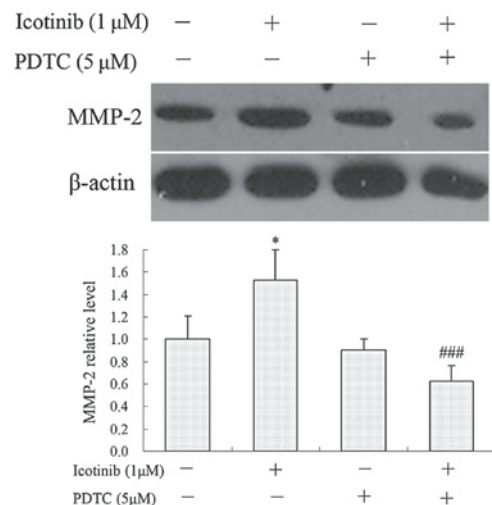 Icotinib (1 μM) − + − +
PDTC (5 μM) − − + +
MMP-2
β-actin
MMP-2 relative level
1.8
1.6
1.4
1.2
1.0
0.8
0.6
0.4
0.2
0.0
*
###
Icotinib (1μM) − + − +
PDTC (5μM) − − + +